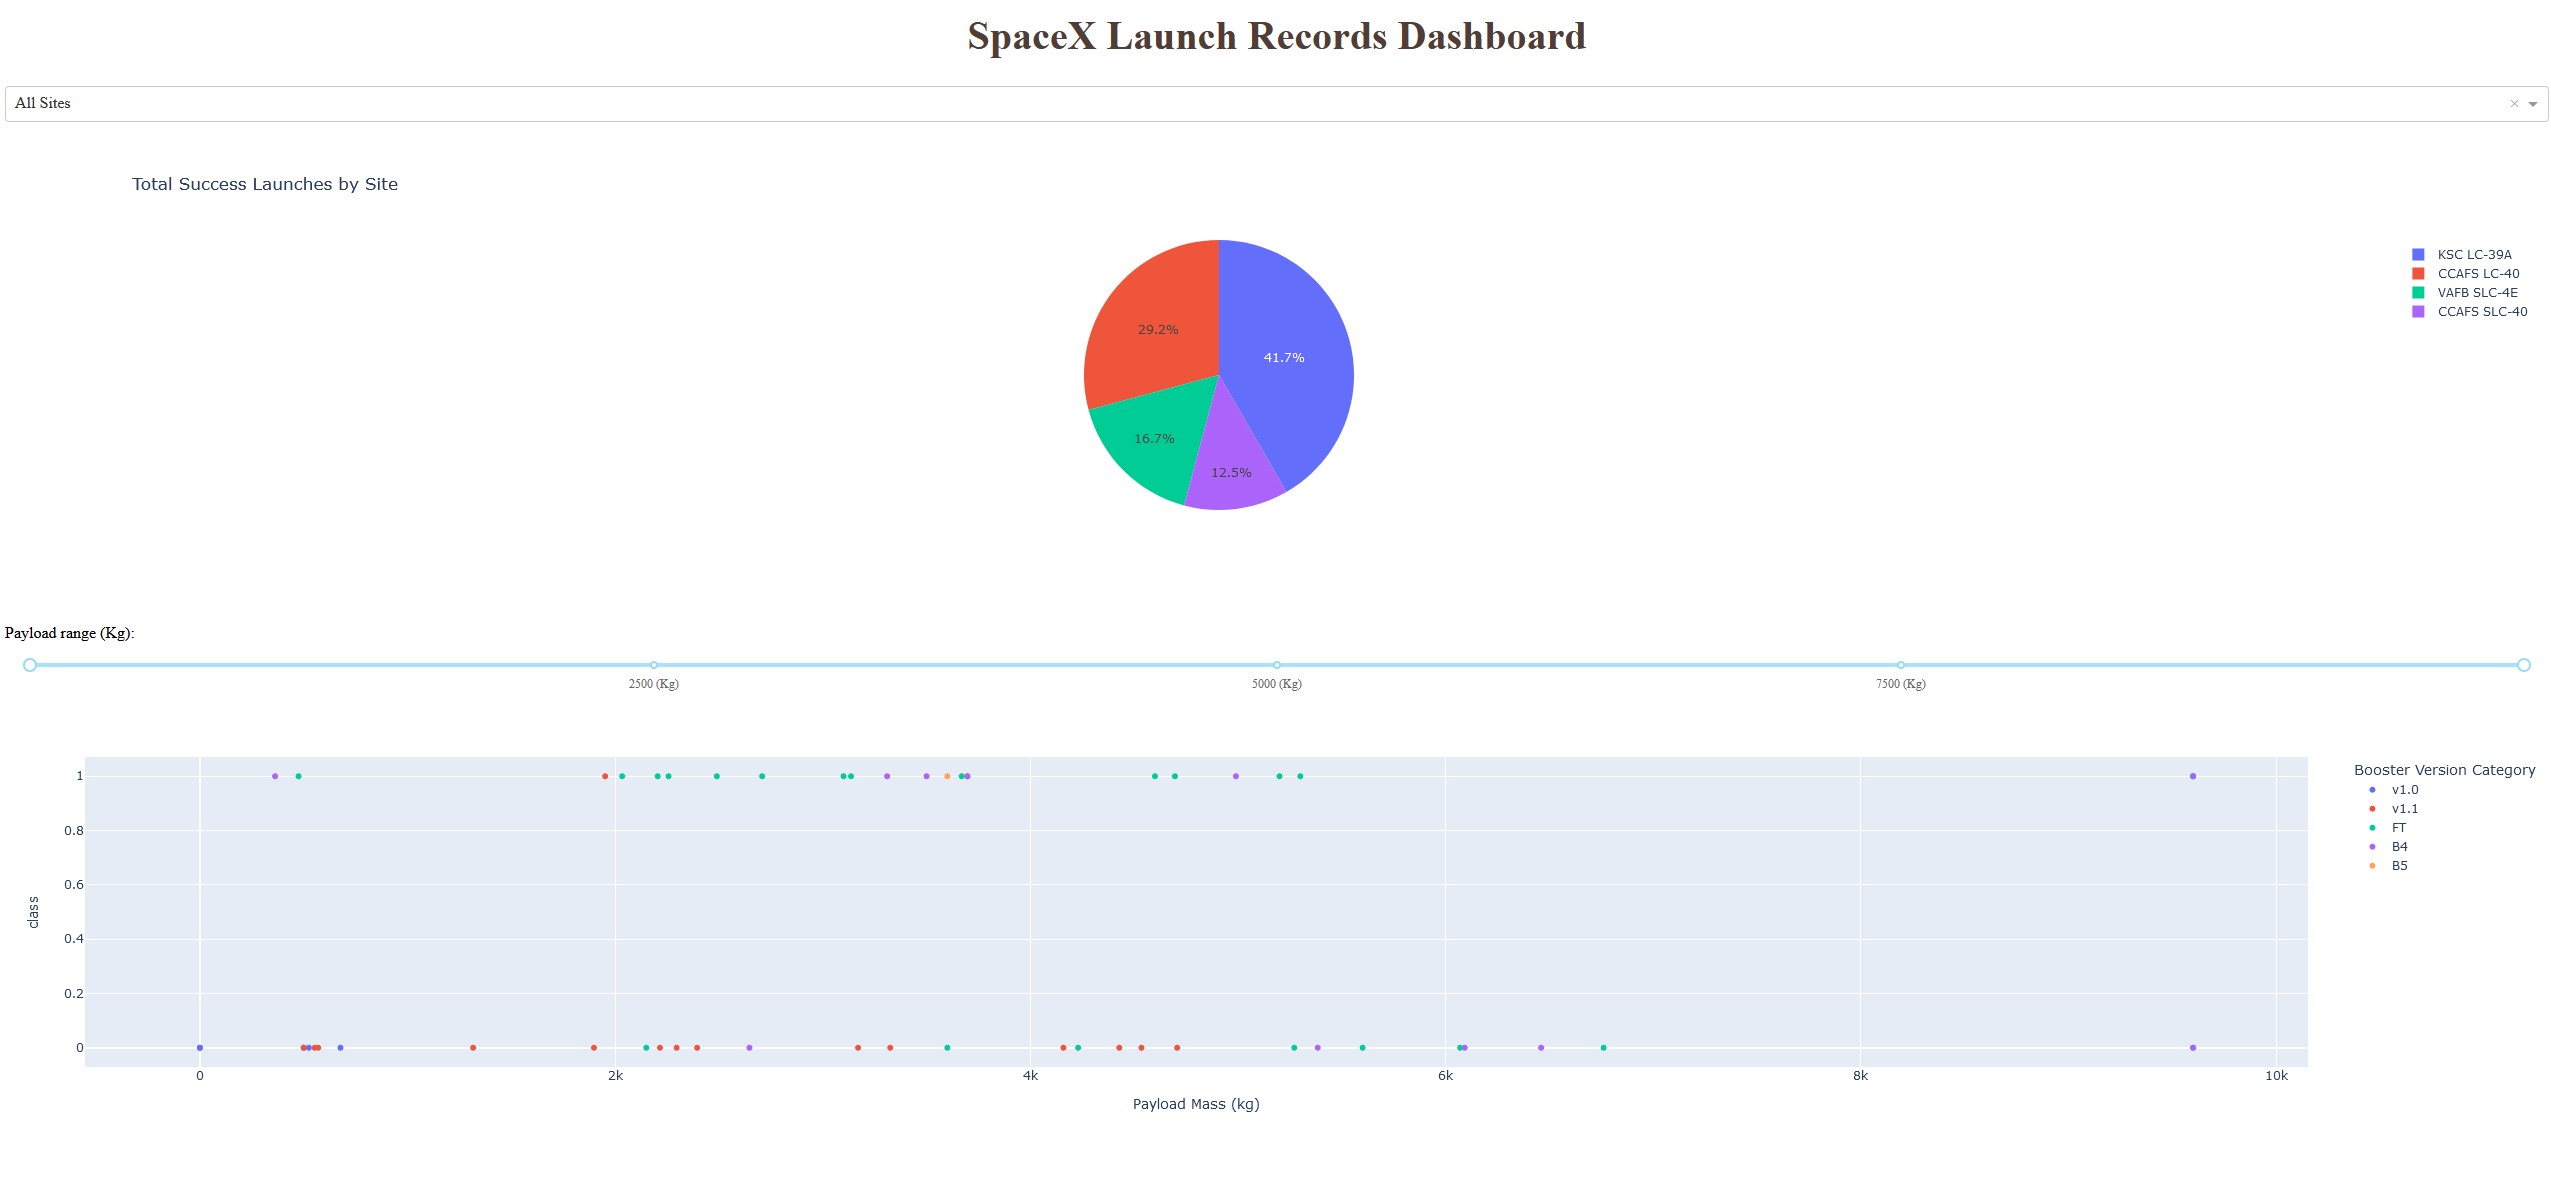 SpaceX Launch Records Dashboard
All Sites
×
Total Success Launches by Site
KSC LC-39A
CCAFS LC-40
VAFB SLC-4E
CCAFS SLC-40
29.2%
41.7%
16.7%
12.5%
Payload range (Kg):
2500 (Kg) 5000 (Kg) 7500 (Kg)
Booster Version Category
v1.0
v1.1
FT
B4
B5
class
1
0.8
0.6
0.4
0.2
0
0 2k 4k 6k 8k 10k
Payload Mass (kg)